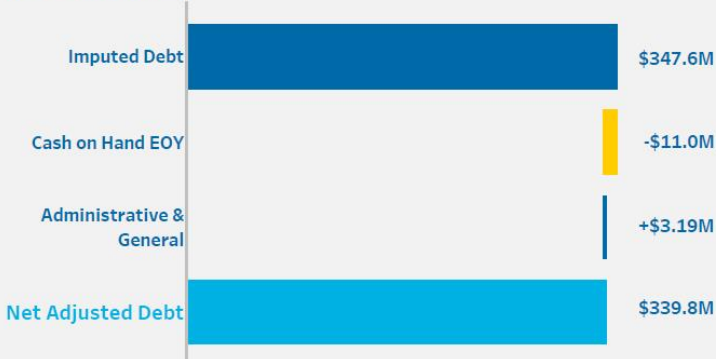 Imputed Debt $347.6M
Cash on Hand EOY -$11.0M
Administrative &
General +$3.19M
Net Adjusted Debt $339.8M